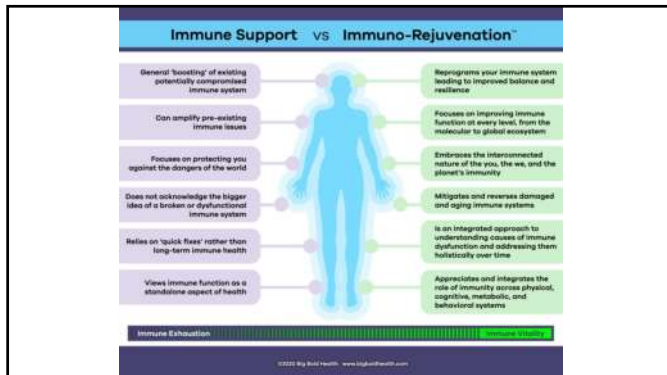 Immune Support vs Immuno-Rejuvenation™
General 'boosting' of existing
potentially compromised
immune system
Can amplify pre-existing
immune issues
Focuses on protecting you
against the dangers of the world
Does not acknowledge the bigger
idea of a broken or dysfunctional
immune system
Relies on 'quick fixes' rather than
long-term immune health
Views immune function as a
standalone aspect of health
Reprograms your immune system
leading to improved balance and
resilience
Focuses on improving immune
function at every level, from the
molecular to global ecosystem
Embraces the interconnected
nature of the you, the we, and the
planet's immunity
Mitigates and reverses damaged
and aging immune systems
Is an integrated approach to
understanding causes of immune
dysfunction and addressing them
holistically over time
Appreciates and integrates the
role of immunity across physical,
cognitive, metabolic, and
behavioral systems
Immune Exhaustion
Immune Vitality
©2022 Big Bold Health www.bigboldhealth.com